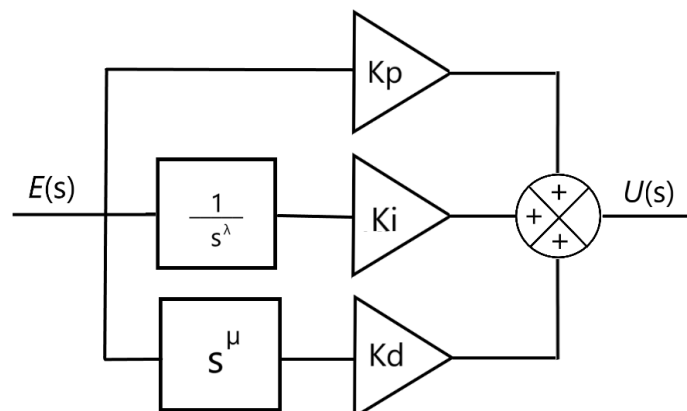 Kp
E(s)
1
s^λ
Ki
+
+
+
U(s)
s^μ
Kd